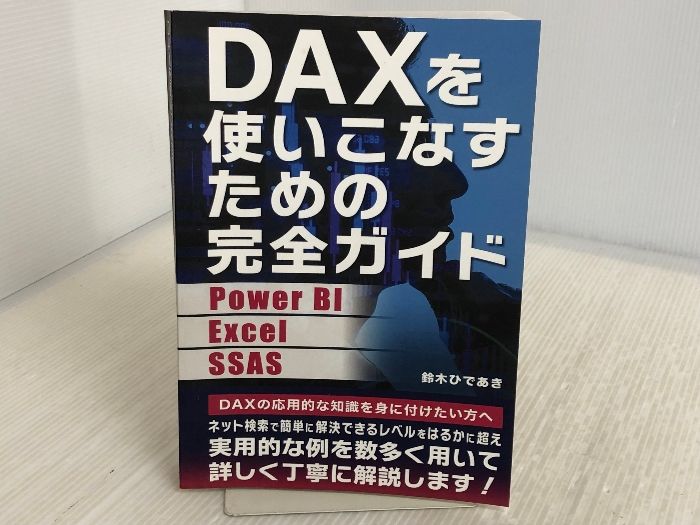 DAXを
使いこなす
ための
完全ガイド
Power BI
Excel
SSAS
鈴木ひであき
DAXの応用的な知識を身に付けたい方へ
ネット検索で簡単に解決できるレベルをはるかに超え
実用的な例を数多く用いて
詳しく丁寧に解説します!